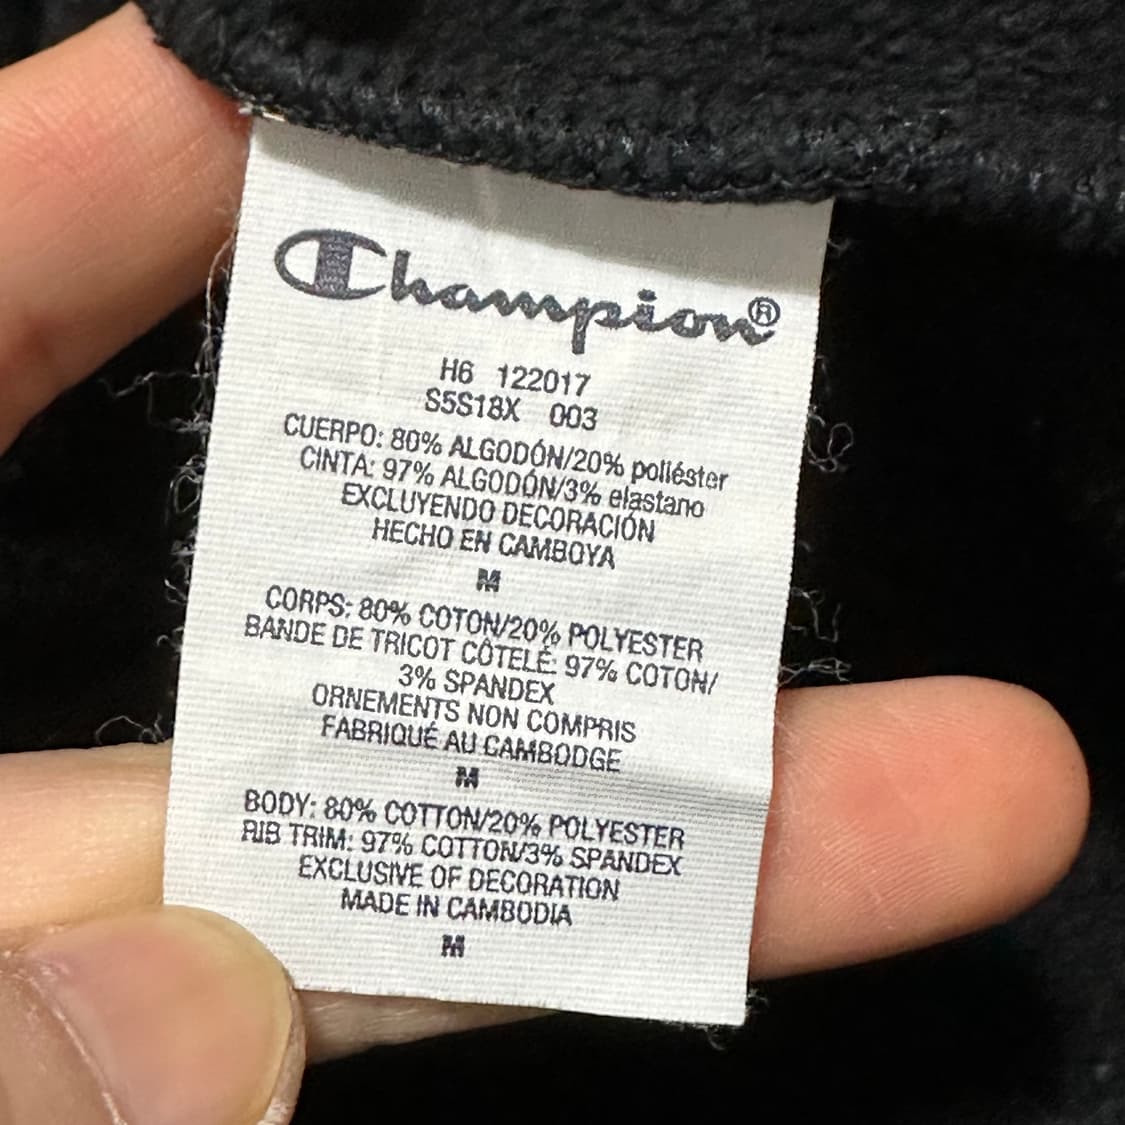 Champion®
H6 122017
S5S18X 003
CUERPO: 80% ALGODÓN/20% poliéster
CINTA: 97% ALGODÓN/3% elastano
EXCLUYENDO DECORACIÓN
HECHO EN CAMBOYA
M
CORPS: 80% COTON/20% POLYESTER
BANDE DE TRICOT CÔTELÉ: 97% COTON/
3% SPANDEX
ORNEMENTS NON COMPRIS
FABRIQUÉ AU CAMBODGE
M
BODY: 80% COTTON/20% POLYESTER
RIB TRIM: 97% COTTON/3% SPANDEX
EXCLUSIVE OF DECORATION
MADE IN CAMBODIA
M